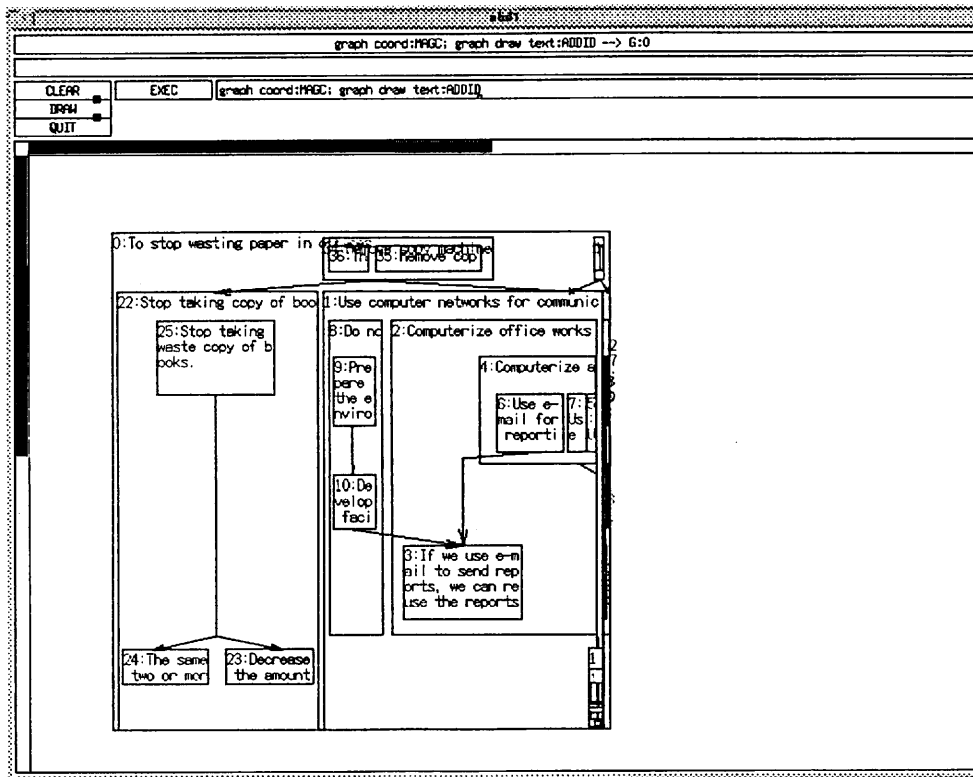 graph coord:MAGC; graph draw text:ADDID --> G:0
CLEAR
EXEC
graph coord:MAGC; graph draw text:ADDID
DRAW
QUIT
0:To stop wasting paper in
35:Remove cop
22:Stop taking copy of boo
1:Use computer networks for communic
25:Stop taking
waste copy of b
ooks.
8:Do no
2:Computerize office works
9:Pre
pare
the e
nviro
4:Computerize a
6:Use e-
mail for
reporti
7:
Us
e
10:De
velop
faci
3:If we use e-m
ail to send rep
orts, we can re
use the reports
24:The same
two or mor
23:Decrease
the amount
1